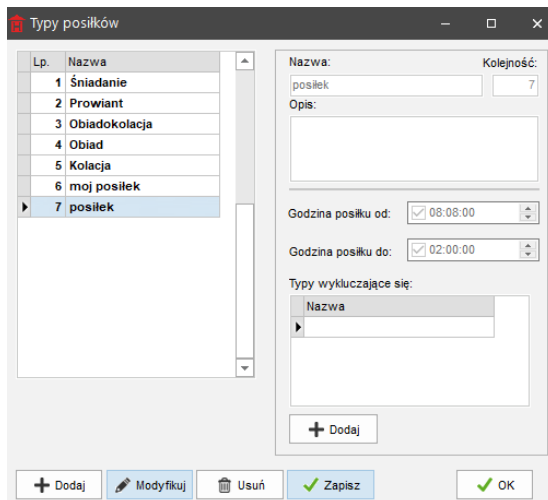 Typy posiłków
Lp. Nazwa
1 Śniadanie
2 Prowiant
3 Obiadokolacja
4 Obiad
5 Kolacja
6 moj posiłek
7 posiłek
Nazwa: Kolejność:
posiłek 7
Opis:
Godzina posiłku od: 08:08:00
Godzina posiłku do: 02:00:00
Typy wykluczające się:
Nazwa
Dodaj
Dodaj Modyfikuj Usuń Zapisz OK